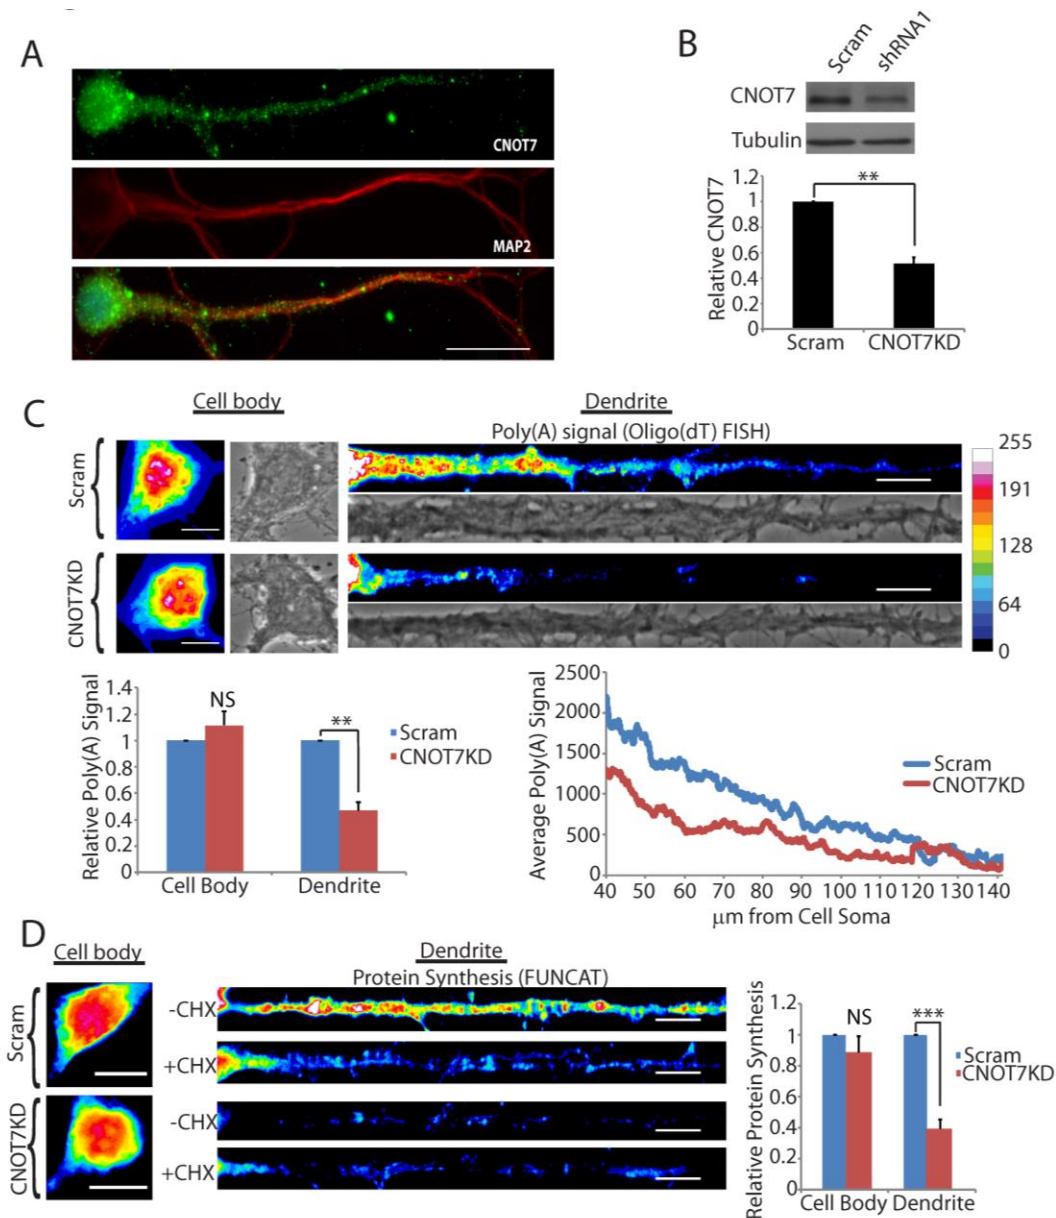 A
CNOT7
MAP2
B
Scram
shRNA1
CNOT7
Tubulin
Relative CNOT7
1.2
1
0.8
0.6
0.4
0.2
0
**
Scram
CNOT7KD
C
Cell body
Dendrite
Poly(A) signal (Oligo(dT) FISH)
Scram
CNOT7KD
255
191
128
64
0
Relative Poly(A) Signal
1.4
1.2
1
0.8
0.6
0.4
0.2
0
NS
**
Scram
CNOT7KD
Cell Body
Dendrite
Average Poly(A) Signal
2500
2000
1500
1000
500
0
Scram
CNOT7KD
40 50 60 70 80 90 100 110 120 130 140
μm from Cell Soma
D
Cell body
Dendrite
Protein Synthesis (FUNCAT)
Scram
-CHX
+CHX
CNOT7KD
-CHX
+CHX
Relative Protein Synthesis
1.2
1
0.8
0.6
0.4
0.2
0
NS
***
Scram
CNOT7KD
Cell Body
Dendrite